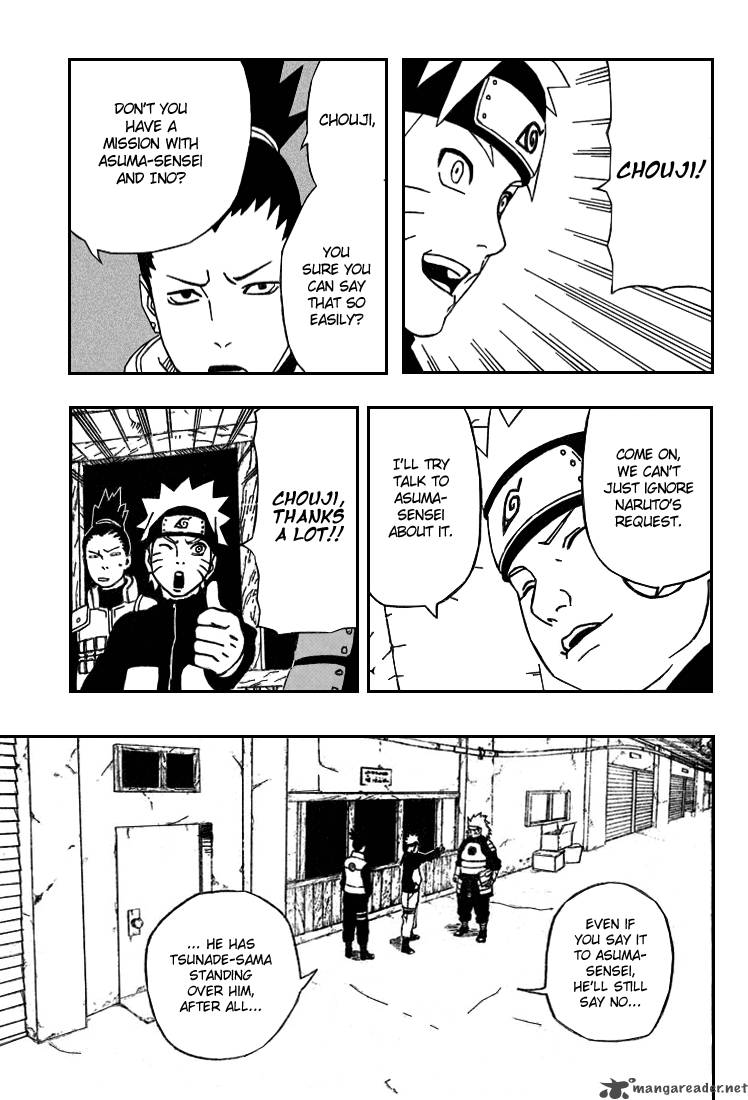 CHOUJI!
CHOUJI,
YOU
SURE YOU
CAN SAY
THAT SO
EASILY?
DON'T YOU
HAVE A
MISSION WITH
ASUMA-SENSEI
AND INO?
COME ON,
WE CAN'T
JUST IGNORE
NARUTO'S
REQUEST.
I'LL TRY
TALK TO
ASUMA-
SENSEI
ABOUT IT.
CHOUJI,
THANKS
A LOT!!
EVEN IF
YOU SAY IT
TO ASUMA-
SENSEI,
HE'LL STILL
SAY NO...
... HE HAS
TSUNADE-SAMA
STANDING
OVER HIM,
AFTER ALL...
mangareader.net